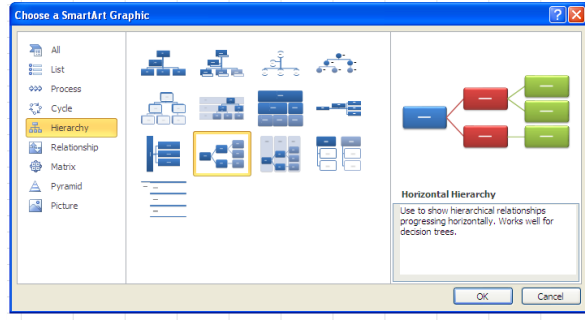 Choose a SmartArt Graphic
All
List
Process
Cycle
Hierarchy
Relationship
Matrix
Pyramid
Picture
Horizontal Hierarchy
Use to show hierarchical relationships
progressing horizontally. Works well for
decision trees.
OK
Cancel